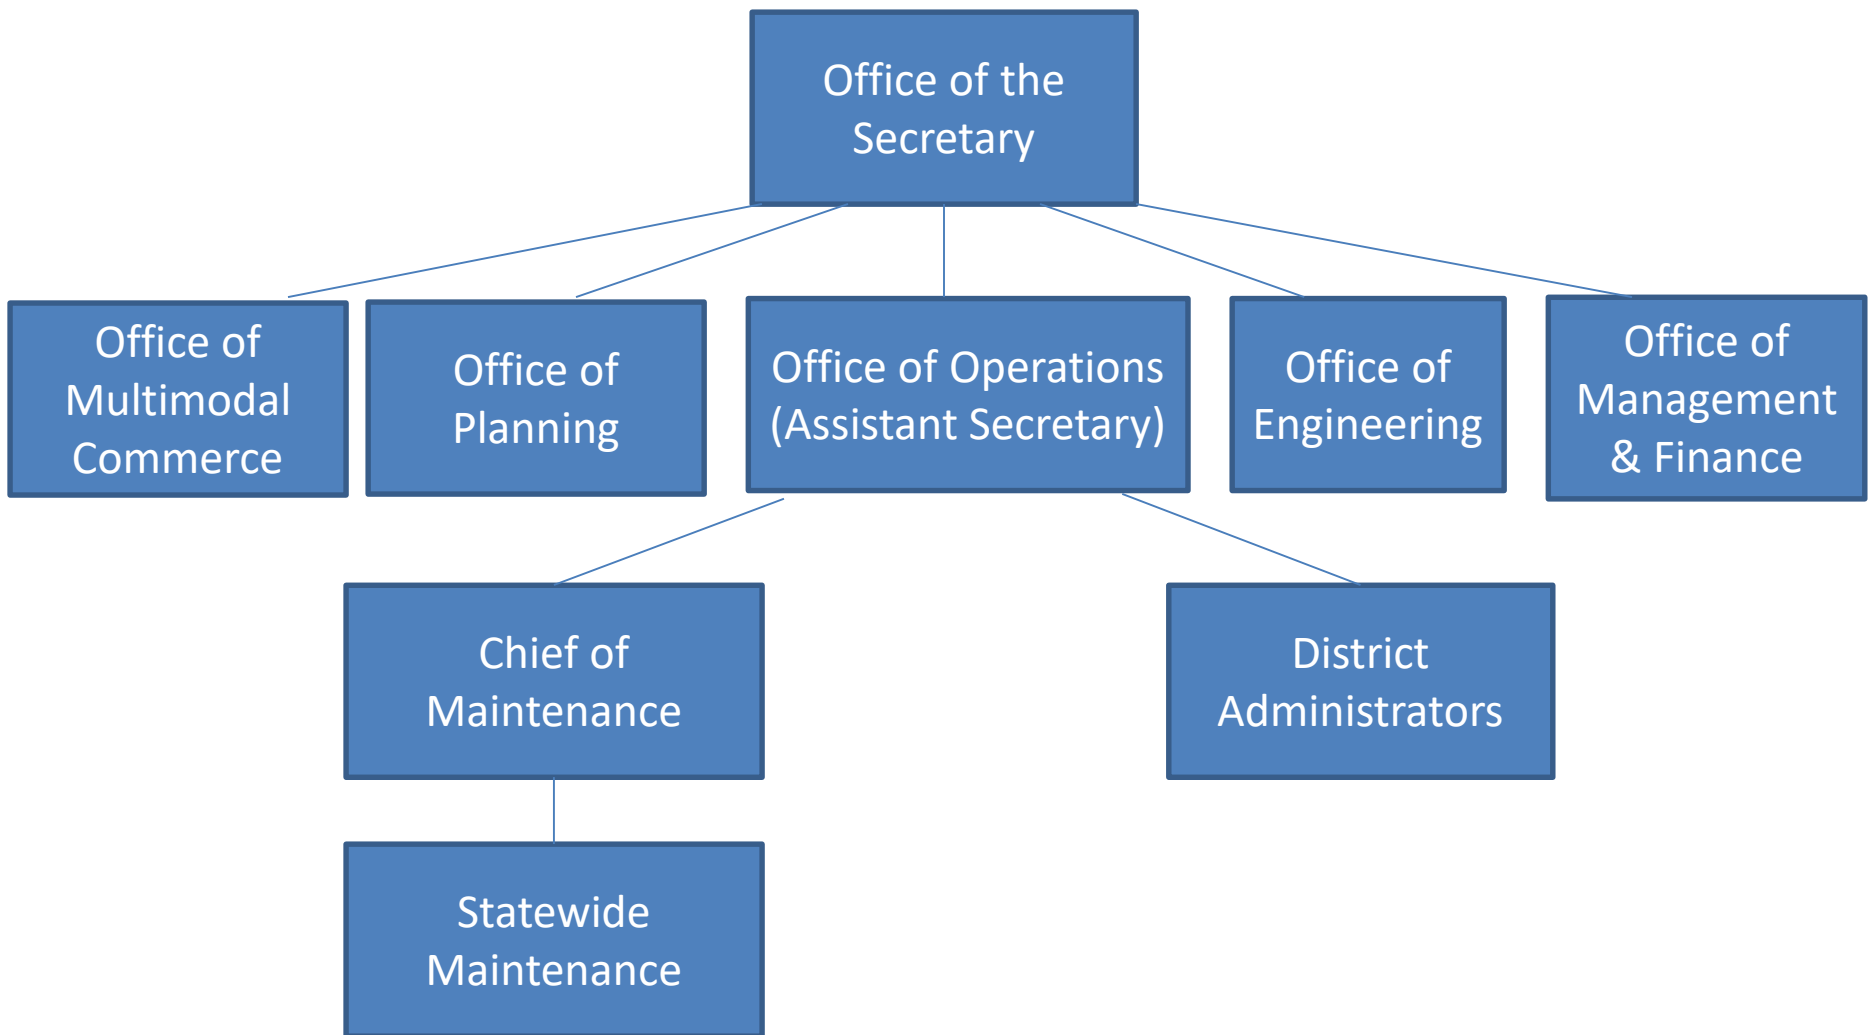 Office of the
Secretary
Office of
Multimodal
Commerce
Office of
Planning
Office of Operations
(Assistant Secretary)
Office of
Engineering
Office of
Management
& Finance
Chief of
Maintenance
District
Administrators
Statewide
Maintenance